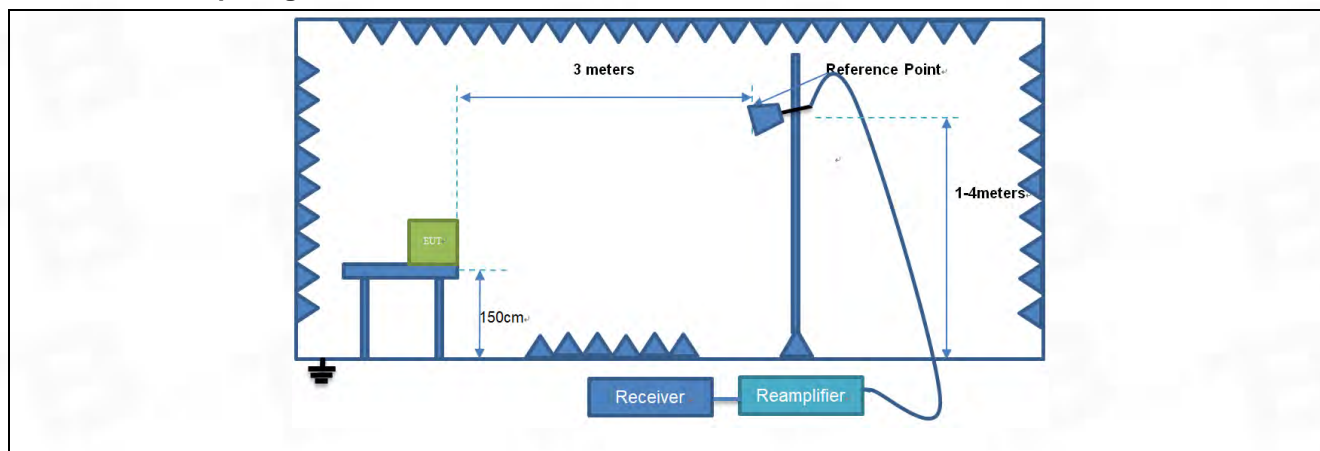 3 meters
Reference Point
1-4meters
EUT
150cm
Receiver
Reamplifier